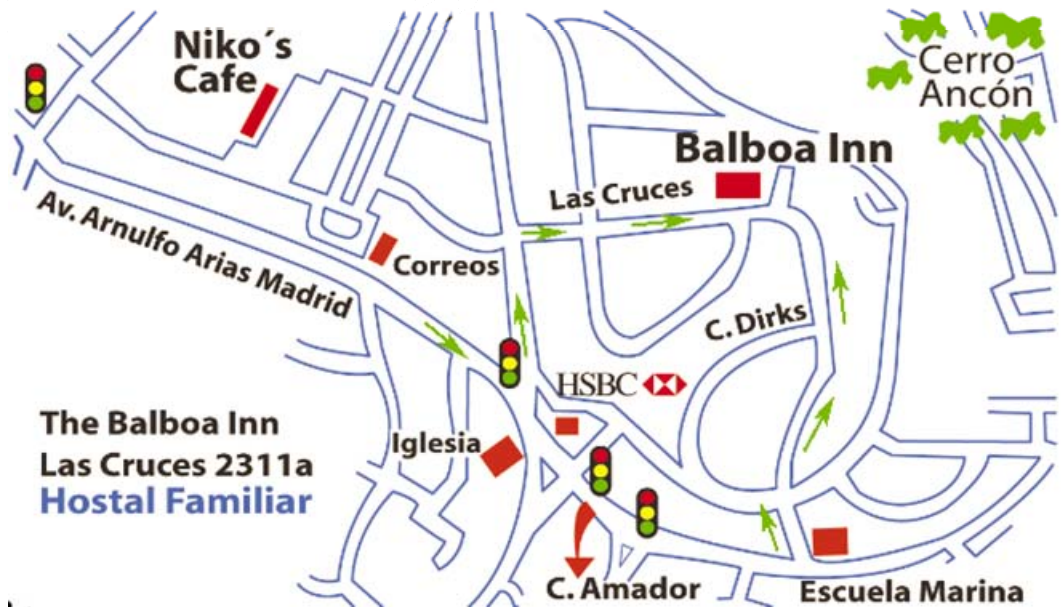 Niko´s
Cafe
Cerro
Ancón
Balboa Inn
Las Cruces
Av. Arnulfo Arias Madrid
Correos
C. Dirks
HSBC
The Balboa Inn
Las Cruces 2311a
Hostal Familiar
Iglesia
C. Amador
Escuela Marina